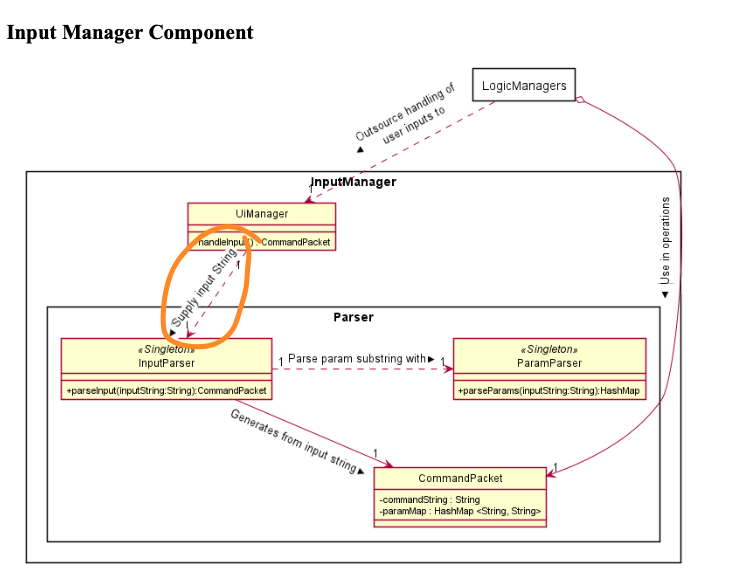 Input Manager Component
LogicManagers
Outsource handling of
user inputs to
1
InputManager
UiManager
handleInput() : CommandPacket
Use in operations
1
Supply input String
1
Parser
«Singleton»
InputParser
+parseInput(inputString:String):CommandPacket
1 Parse param substring with 1
«Singleton»
ParamParser
+parseParams(inputString:String):HashMap
Generates from input string
1
1
CommandPacket
-commandString : String
-paramMap : HashMap <String, String>